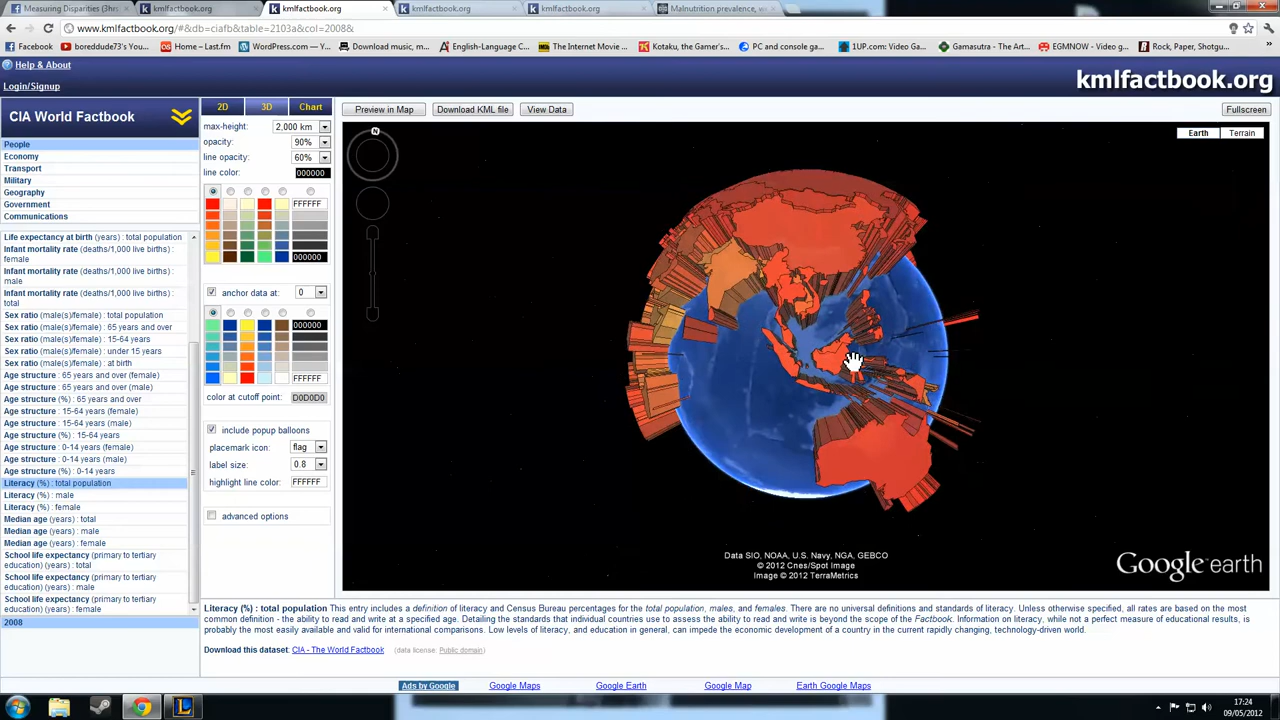 Measuring Disparities (3hrs
kmlfactbook.org
kmlfactbook.org
kmlfactbook.org
kmlfactbook.org
Malnutrition prevalence, w
www.kmlfactbook.org/#&db=ciafb&table=2103a&col=2008&
Facebook
boreddude73's You...
Home – Last.fm
WordPress.com — Y...
Download music, m...
English-Language C...
The Internet Movie ...
Kotaku, the Gamer's...
PC and console ga...
1UP.com: Video Ga...
Gamasutra - The Art...
EGMNOW - Video g...
Rock, Paper, Shotgu...
Help & About
Login/Signup
kmlfactbook.org
CIA World Factbook
People
Economy
Transport
Military
Geography
Government
Communications
Life expectancy at birth (years) : total population
Infant mortality rate (deaths/1,000 live births) :
female
Infant mortality rate (deaths/1,000 live births) :
male
Infant mortality rate (deaths/1,000 live births) :
total
Sex ratio (male(s)/female) : total population
Sex ratio (male(s)/female) : 65 years and over
Sex ratio (male(s)/female) : 15-64 years
Sex ratio (male(s)/female) : under 15 years
Sex ratio (male(s)/female) : at birth
Age structure : 65 years and over (female)
Age structure : 65 years and over (male)
Age structure (%) : 65 years and over
Age structure : 15-64 years (female)
Age structure : 15-64 years (male)
Age structure (%) : 15-64 years
Age structure : 0-14 years (female)
Age structure : 0-14 years (male)
Age structure (%) : 0-14 years
Literacy (%) : total population
Literacy (%) : male
Literacy (%) : female
Median age (years) : total
Median age (years) : male
Median age (years) : female
School life expectancy (primary to tertiary
education) (years) : total
School life expectancy (primary to tertiary
education) (years) : male
School life expectancy (primary to tertiary
education) (years) : female
2008
2D 3D Chart
max-height: 2,000 km
opacity: 90%
line opacity: 60%
line color: 000000
FFFFFF
000000
anchor data at: 0
000000
FFFFFF
color at cutoff point: D0D0D0
include popup balloons
placemark icon: flag
label size: 0.8
highlight line color: FFFFFF
advanced options
Preview in Map Download KML file View Data Fullscreen
N
Earth Terrain
Data SIO, NOAA, U.S. Navy, NGA, GEBCO
© 2012 Cnes/Spot Image
Image © 2012 TerraMetrics
Google earth
Literacy (%) : total population This entry includes a definition of literacy and Census Bureau percentages for the total population, males, and females. There are no universal definitions and standards of literacy. Unless otherwise specified, all rates are based on the most
common definition - the ability to read and write at a specified age. Detailing the standards that individual countries use to assess the ability to read and write is beyond the scope of the Factbook. Information on literacy, while not a perfect measure of educational results, is
probably the most easily available and valid for international comparisons. Low levels of literacy, and education in general, can impede the economic development of a country in the current rapidly changing, technology-driven world.
Download this dataset: CIA - The World Factbook (data license: Public domain)
Ads by Google Google Maps Google Earth Google Map Earth Google Maps
17:24
09/05/2012